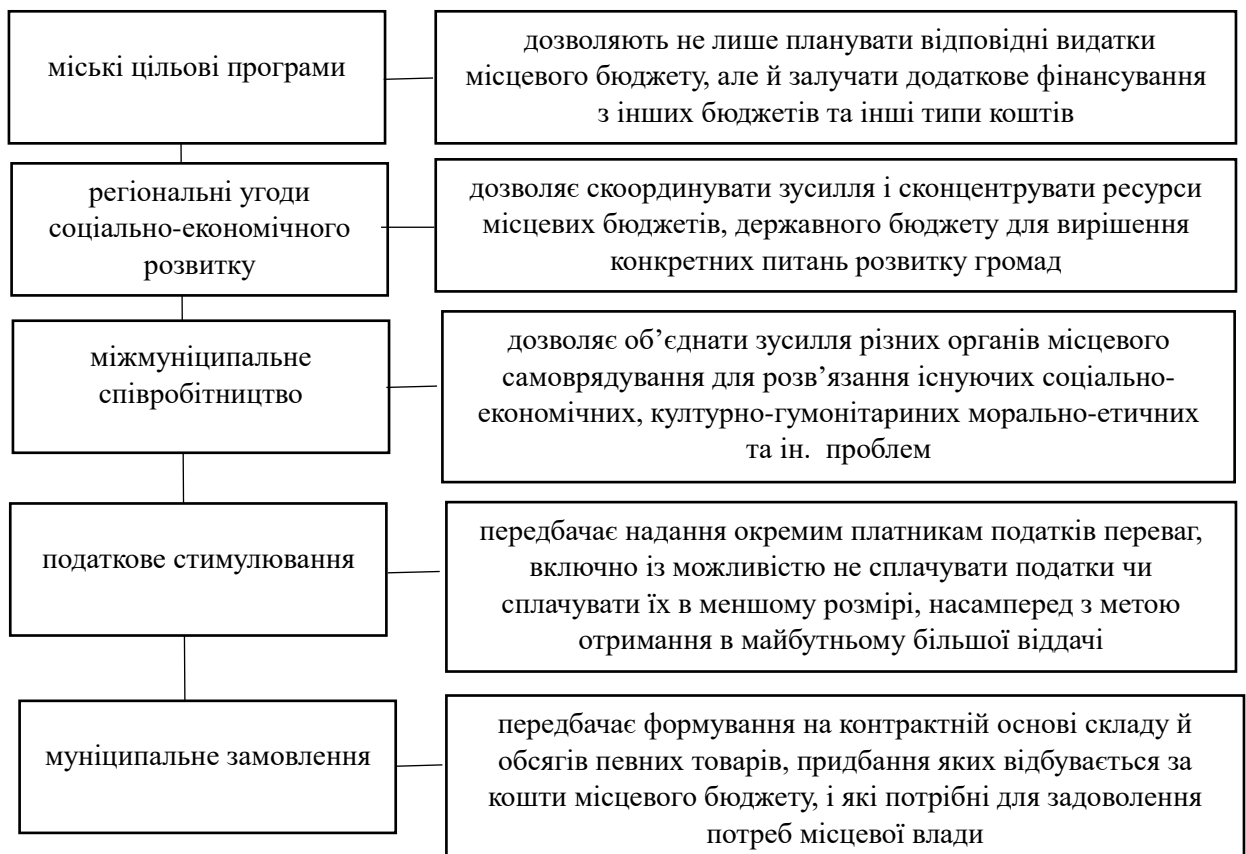 міські цільові програми
дозволяють не лише планувати відповідні видатки
місцевого бюджету, але й залучати додаткове фінансування
з інших бюджетів та інші типи коштів
регіональні угоди
соціально-економічного
розвитку
дозволяє скоординувати зусилля і сконцентрувати ресурси
місцевих бюджетів, державного бюджету для вирішення
конкретних питань розвитку громад
міжмуніципальне
співробітництво
дозволяє об’єднати зусилля різних органів місцевого
самоврядування для розв’язання існуючих соціально-
економічних, културно-гумонітариних морально-етичних
та ін. проблем
податкове стимулювання
передбачає надання окремим платникам податків переваг,
включно із можливістю не сплачувати податки чи
сплачувати їх в меншому розмірі, насамперед з метою
отримання в майбутньому більшої віддачі
муніципальне замовлення
передбачає формування на контрактній основі складу й
обсягів певних товарів, придбання яких відбувається за
кошти місцевого бюджету, і які потрібні для задоволення
потреб місцевої влади